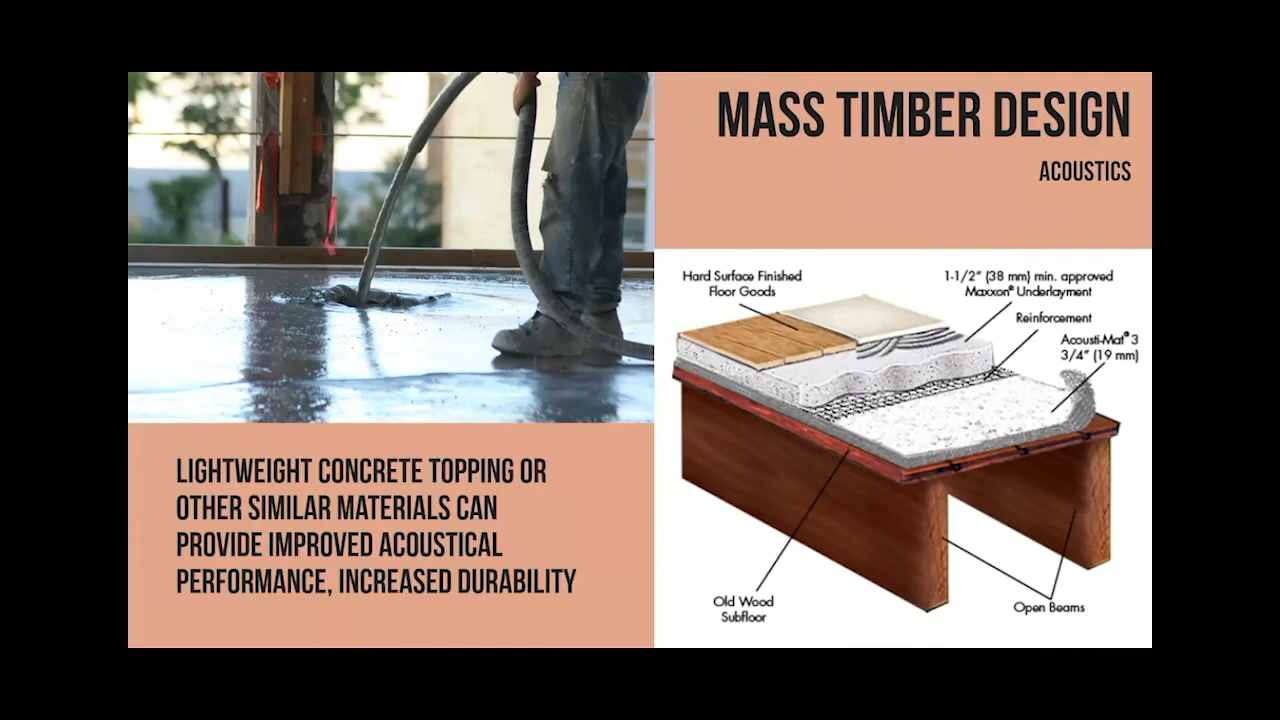 MASS TIMBER DESIGN
ACOUSTICS
LIGHTWEIGHT CONCRETE TOPPING OR
OTHER SIMILAR MATERIALS CAN
PROVIDE IMPROVED ACOUSTICAL
PERFORMANCE, INCREASED DURABILITY
Hard Surface Finished
Floor Goods
1-1/2" (38 mm) min. approved
Maxxon® Underlayment
Reinforcement
Acousti-Mat® 3
3/4" (19 mm)
Old Wood
Subfloor
Open Beams